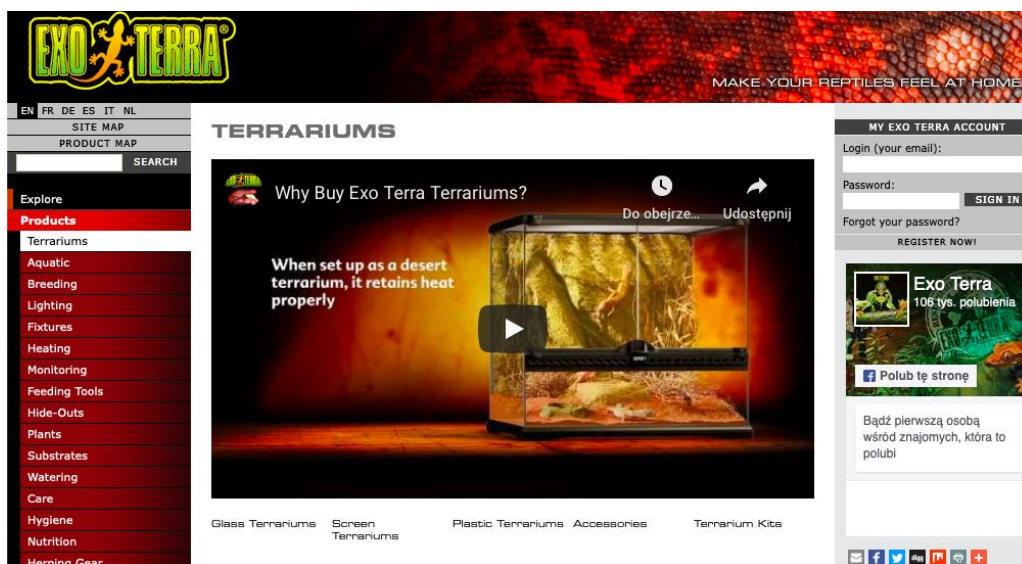 EXO TERRA®
MAKE YOUR REPTILES FEEL AT HOME
EN FR DE ES IT NL
SITE MAP
PRODUCT MAP
SEARCH
Explore
Products
Terrariums
Aquatic
Breeding
Lighting
Fixtures
Heating
Monitoring
Feeding Tools
Hide-Outs
Plants
Substrates
Watering
Care
Hygiene
Nutrition
Herping Gear
TERRARIUMS
Why Buy Exo Terra Terrariums?
Do obejrze...
Udostępnij
When set up as a desert
terrarium, it retains heat
properly
Glass Terrariums
Screen
Terrariums
Plastic Terrariums
Accessories
Terrarium Kits
MY EXO TERRA ACCOUNT
Login (your email):
Password:
SIGN IN
Forgot your password?
REGISTER NOW!
Exo Terra
106 tys. polubienia
Polub tę stronę
Bądź pierwszą osobą
wśród znajomych, która to
polubi
digg